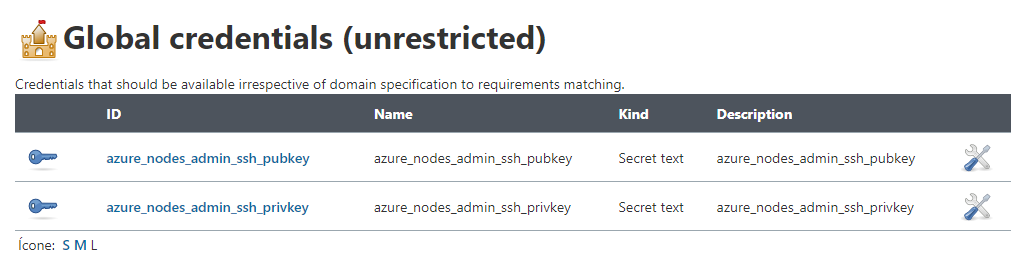 Global credentials (unrestricted)
Credentials that should be available irrespective of domain specification to requirements matching.
ID Name Kind Description
azure_nodes_admin_ssh_pubkey azure_nodes_admin_ssh_pubkey Secret text azure_nodes_admin_ssh_pubkey
azure_nodes_admin_ssh_privkey azure_nodes_admin_ssh_privkey Secret text azure_nodes_admin_ssh_privkey
Ícone: S M L